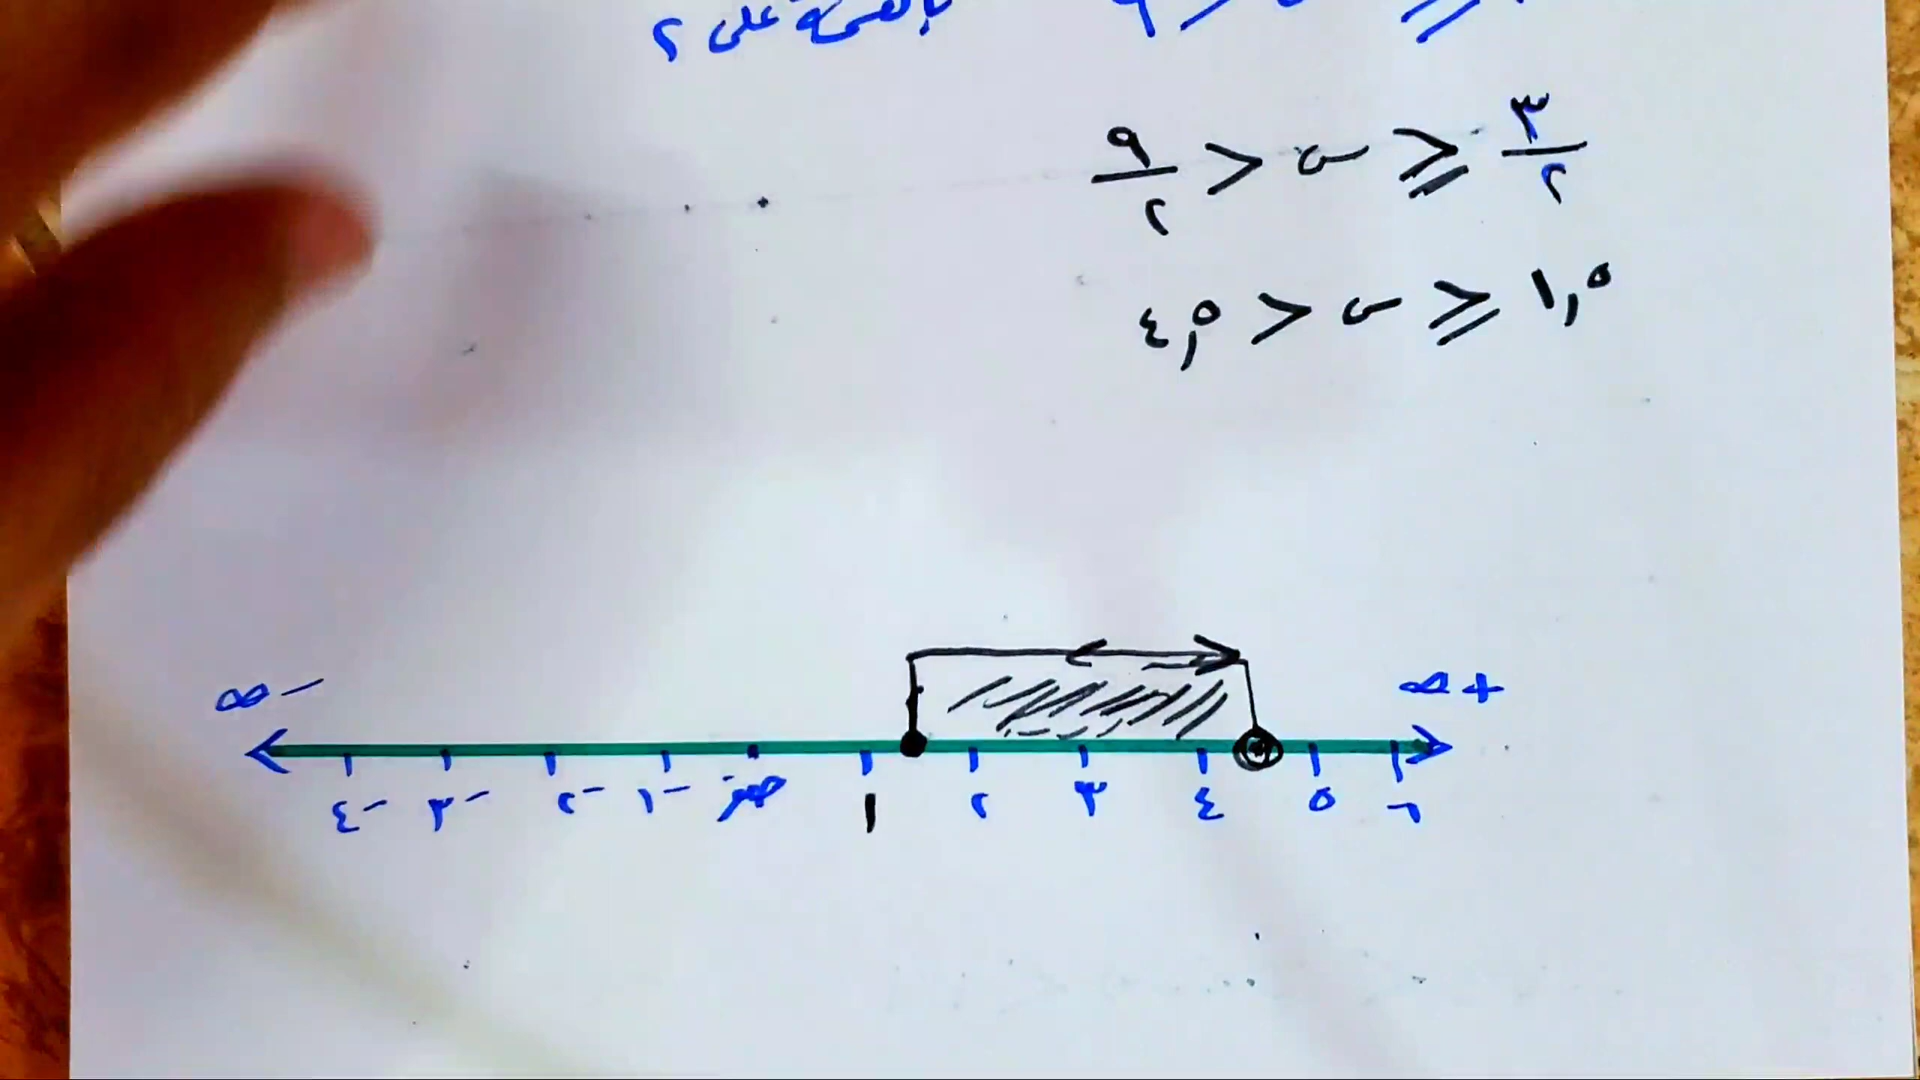 بالقسمة على ٢
٣/٢ ≤ س < ٩/٢
١,٥ ≤ س < ٤,٥
-∞ +∞
-٤ -٣ -٢ -١ صفر ١ ٢ ٣ ٤ ٥ ٦